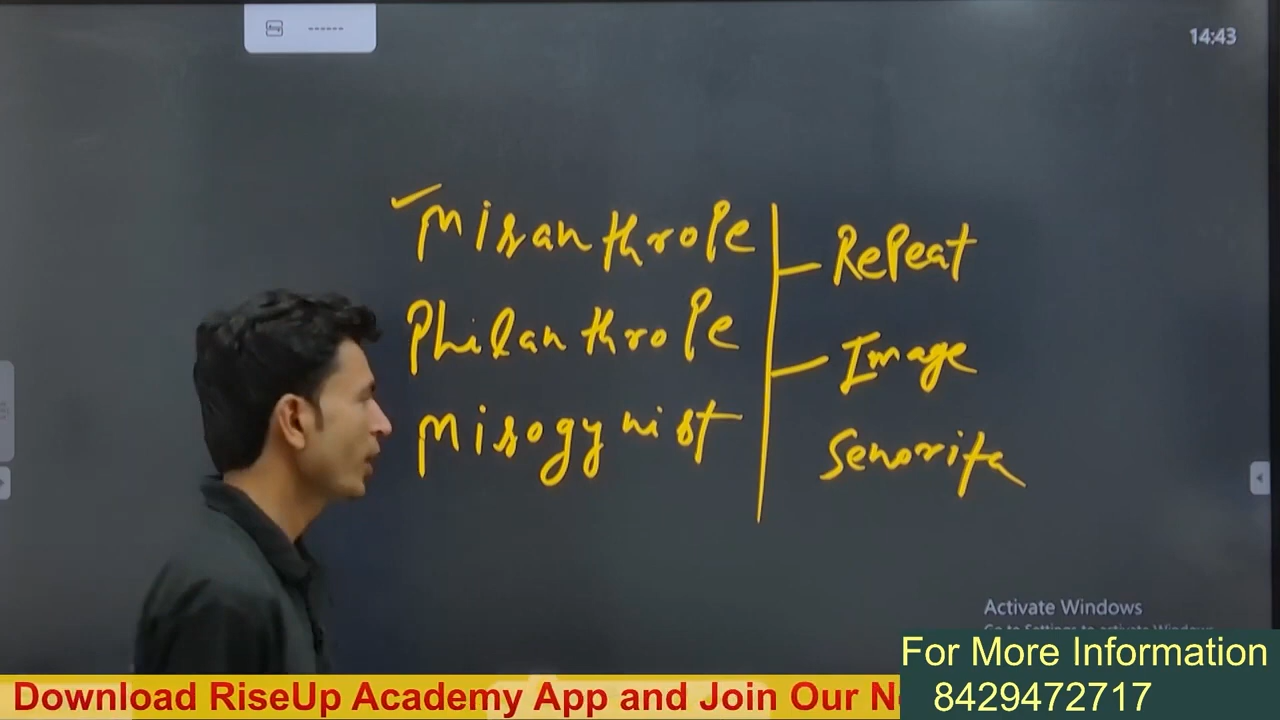 14:43
------
Misanthrope
Repeat
Philanthrope
Image
Misogynist
Senorita
Activate Windows
For More Information
Download RiseUp Academy App and Join Our
8429472717